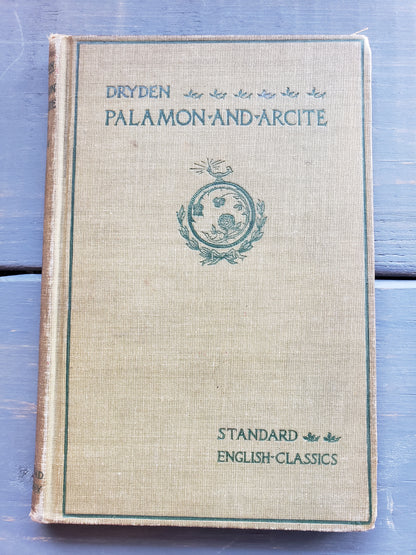 DRYDEN
PALAMON·AND·ARCITE
STANDARD
ENGLISH·CLASSICS